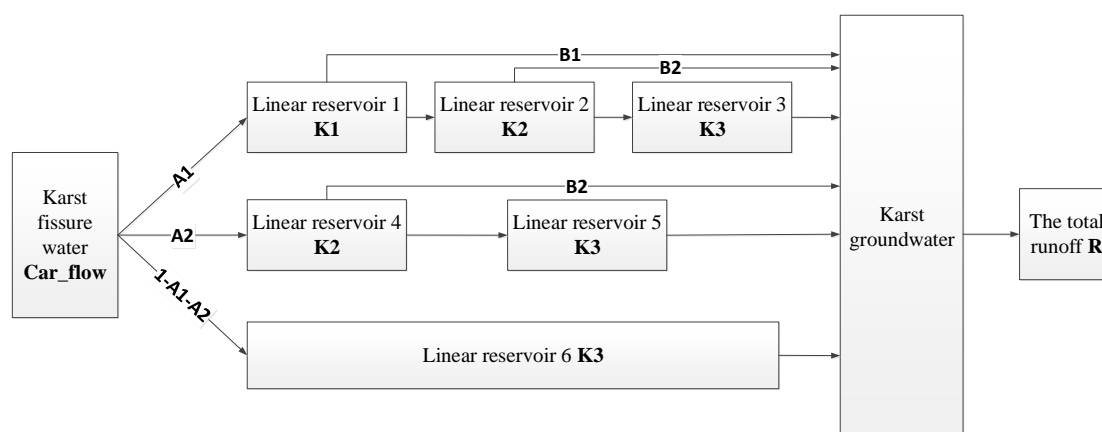 B1
B2
Linear reservoir 1
K1
Linear reservoir 2
K2
Linear reservoir 3
K3
A1
Karst
fissure
water
Car_flow
B2
A2
Linear reservoir 4
K2
Linear reservoir 5
K3
Karst
groundwater
The total
runoff R
1-A1-A2
Linear reservoir 6 K3